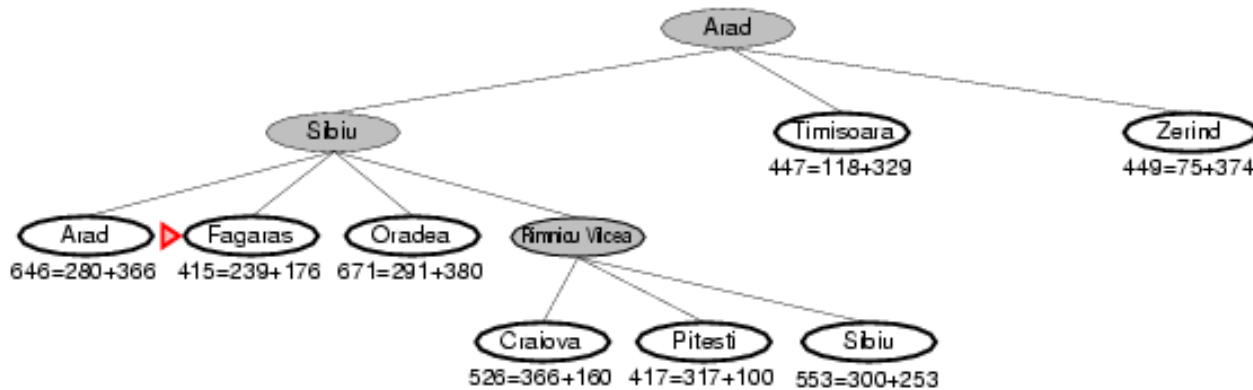 Arad
Sibiu
Timisoara
Zerind
447=118+329
449=75+374
Arad
Fagaras
Oradea
Rimnicu Vilcea
646=280+366
415=239+176
671=291+380
Craiova
Pitesti
Sibiu
526=366+160
417=317+100
553=300+253